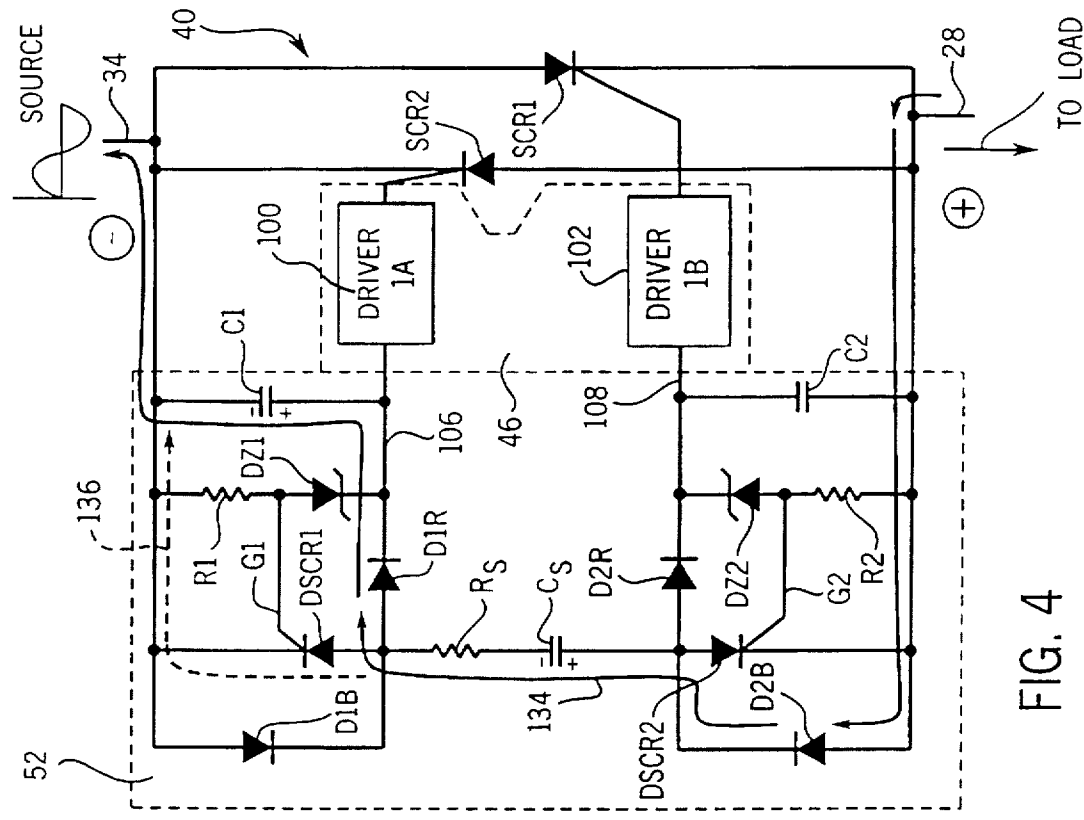 SOURCE
34
40
52
136
C1
100
DRIVER
1A
SCR2
SCR1
R1
G1
DZ1
DSCR1
D1B
D1R
106
46
102
DRIVER
1B
108
RS
CS
134
D2R
DSCR2
D2B
DZ2
G2
R2
C2
28
TO LOAD
-
+
-
+
-
+
FIG. 4